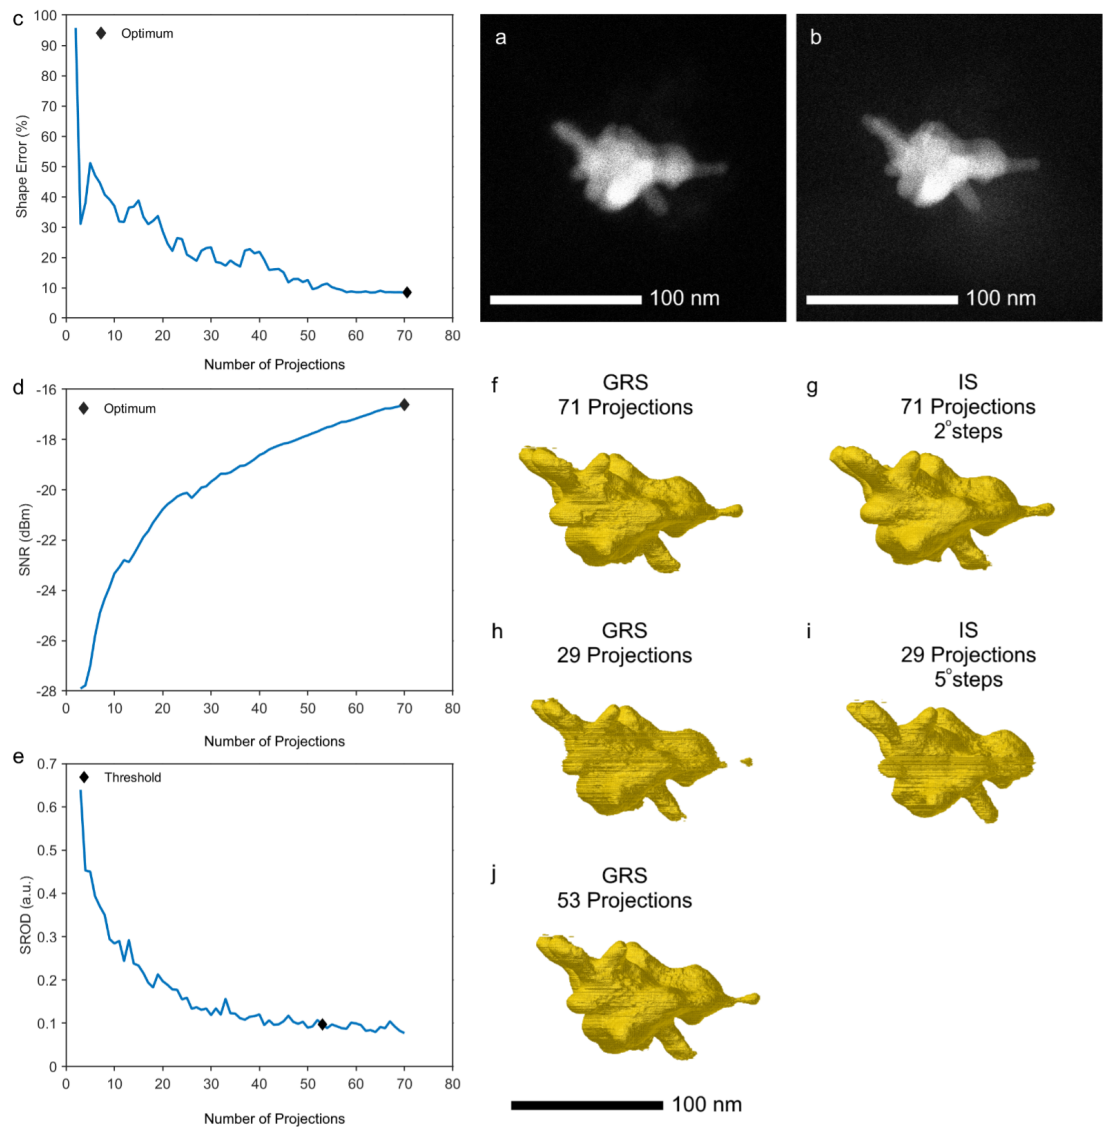 c
100
90
80
70
60
50
40
30
20
10
0
Shape Error (%)
Optimum
0 10 20 30 40 50 60 70 80
Number of Projections
a
100 nm
b
100 nm
d
-16
-18
-20
-22
-24
-26
-28
SNR (dBm)
Optimum
0 10 20 30 40 50 60 70 80
Number of Projections
e
0.7
0.6
0.5
0.4
0.3
0.2
0.1
0
SROD (a.u.)
Threshold
0 10 20 30 40 50 60 70 80
Number of Projections
f
GRS
71 Projections
g
IS
71 Projections
2°steps
h
GRS
29 Projections
i
IS
29 Projections
5°steps
j
GRS
53 Projections
100 nm